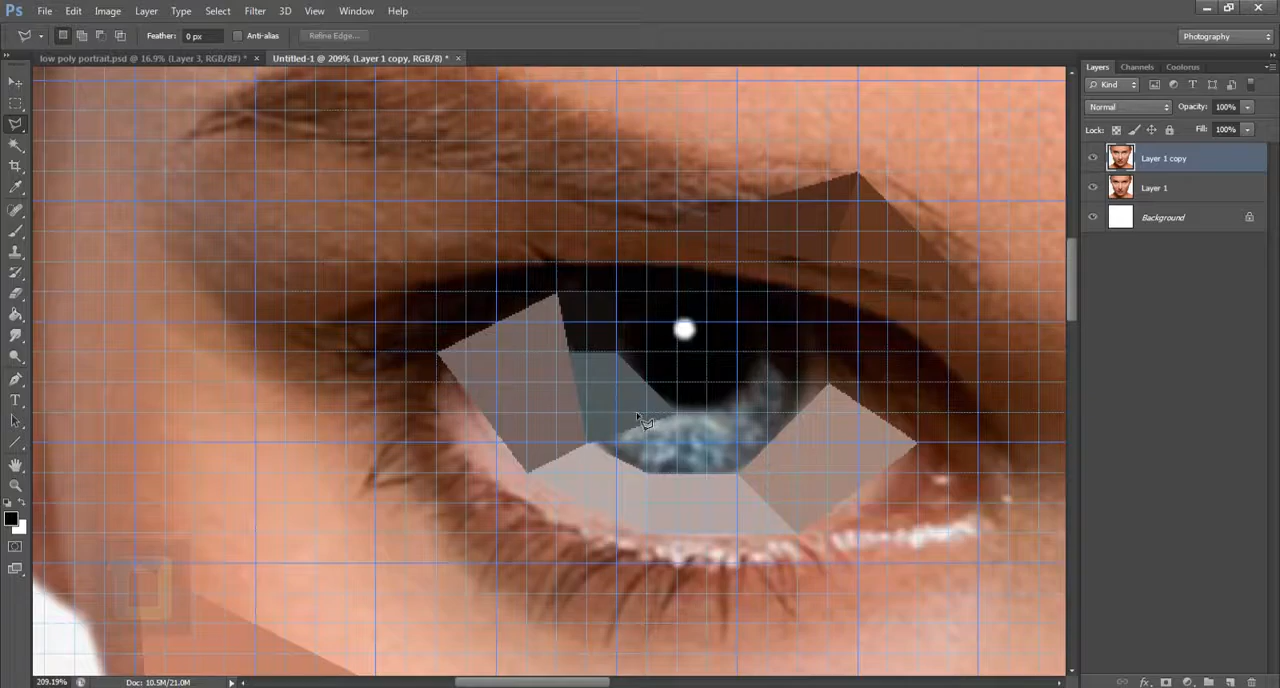 Ps File Edit Image Layer Type Select Filter 3D View Window Help
Feather: 0 px Anti-alias Refine Edge... Photography
low poly portrait.psd @ 16.9% (Layer 3, RGB/8#) * × Untitled-1 @ 209% (Layer 1 copy, RGB/8) * ×
Layers Channels Coolorus
Kind
Normal Opacity: 100%
Lock: Fill: 100%
Layer 1 copy
Layer 1
Background
209.19% Doc: 10.5M/21.0M